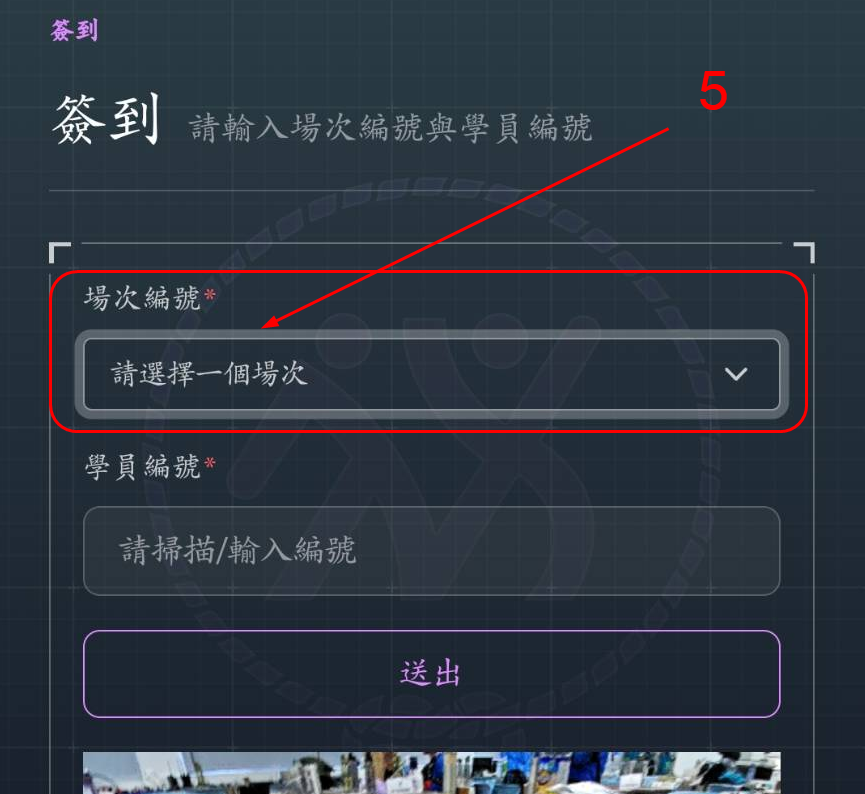 簽到
簽到 請輸入場次編號與學員編號
5
場次編號*
請選擇一個場次
學員編號*
請掃描/輸入編號
送出